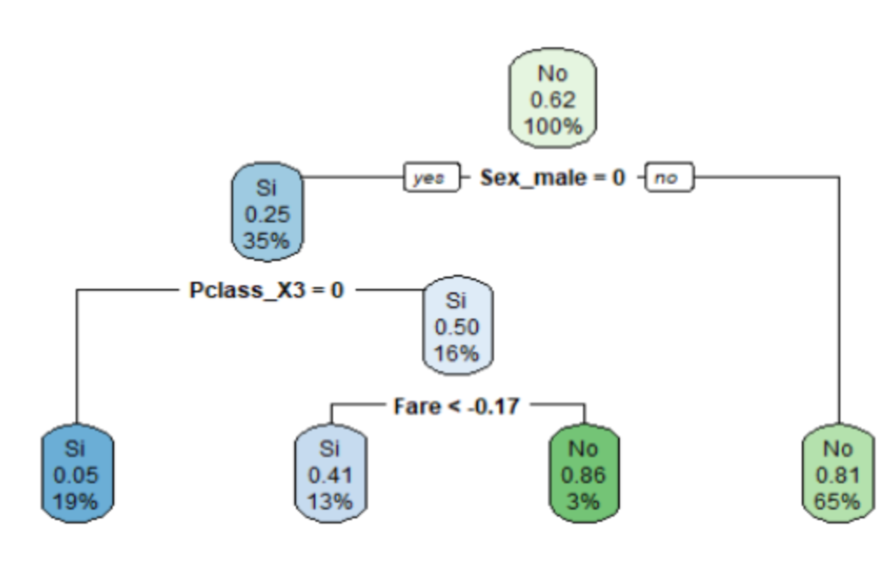 No
0.62
100%
yes Sex_male = 0 no
Si
0.25
35%
Pclass_X3 = 0
Si
0.50
16%
Fare < -0.17
Si
0.05
19%
Si
0.41
13%
No
0.86
3%
No
0.81
65%